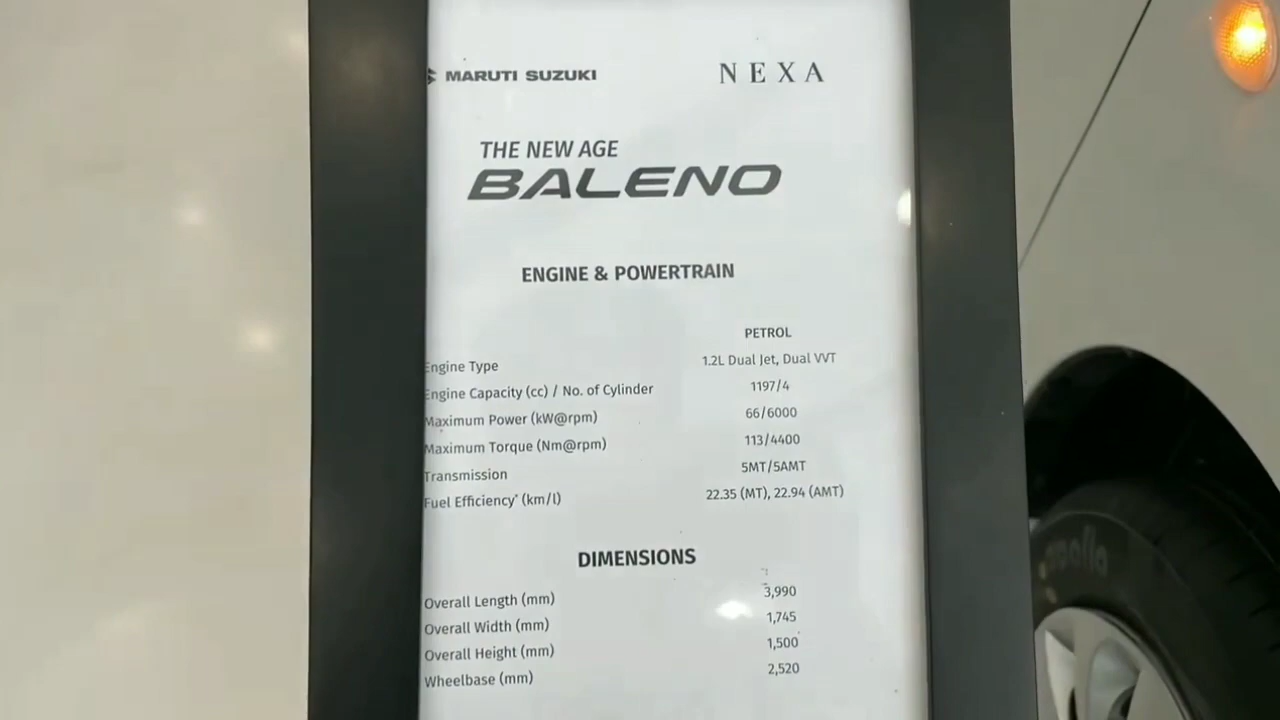 MARUTI SUZUKI NEXA
THE NEW AGE
BALENO
ENGINE & POWERTRAIN
PETROL
Engine Type 1.2L Dual Jet, Dual VVT
Engine Capacity (cc) / No. of Cylinder 1197/4
Maximum Power (kW@rpm) 66/6000
Maximum Torque (Nm@rpm) 113/4400
Transmission 5MT/5AMT
Fuel Efficiency* (km/l) 22.35 (MT), 22.94 (AMT)
DIMENSIONS
Overall Length (mm) 3,990
Overall Width (mm) 1,745
Overall Height (mm) 1,500
Wheelbase (mm) 2,520